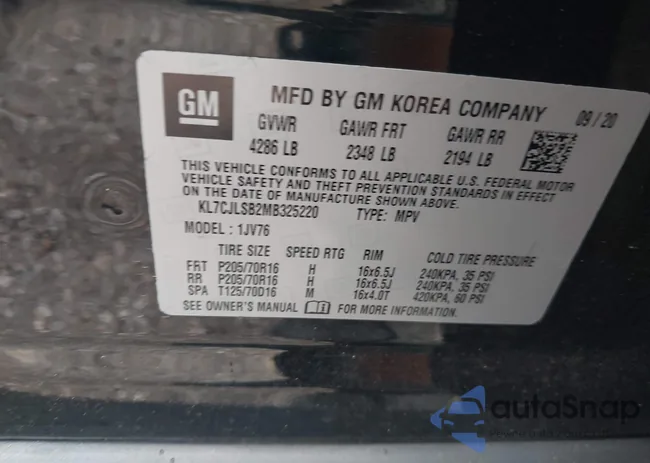 GM
MFD BY GM KOREA COMPANY 09/20
GVWR GAWR FRT GAWR RR
4286 LB 2348 LB 2194 LB
THIS VEHICLE CONFORMS TO ALL APPLICABLE U.S. FEDERAL MOTOR
VEHICLE SAFETY AND THEFT PREVENTION STANDARDS IN EFFECT
ON THE DATE OF MANUFACTURE SHOWN ABOVE.
KL7CJLSB2MB325220 TYPE: MPV
MODEL : 1JV76
TIRE SIZE SPEED RTG RIM COLD TIRE PRESSURE
FRT P205/70R16 H 16x6.5J 240KPA, 35 PSI
RR P205/70R16 H 16x6.5J 240KPA, 35 PSI
SPA T125/70D16 M 16x4.0T 420KPA, 60 PSI
SEE OWNER'S MANUAL FOR MORE INFORMATION.
autoSnap